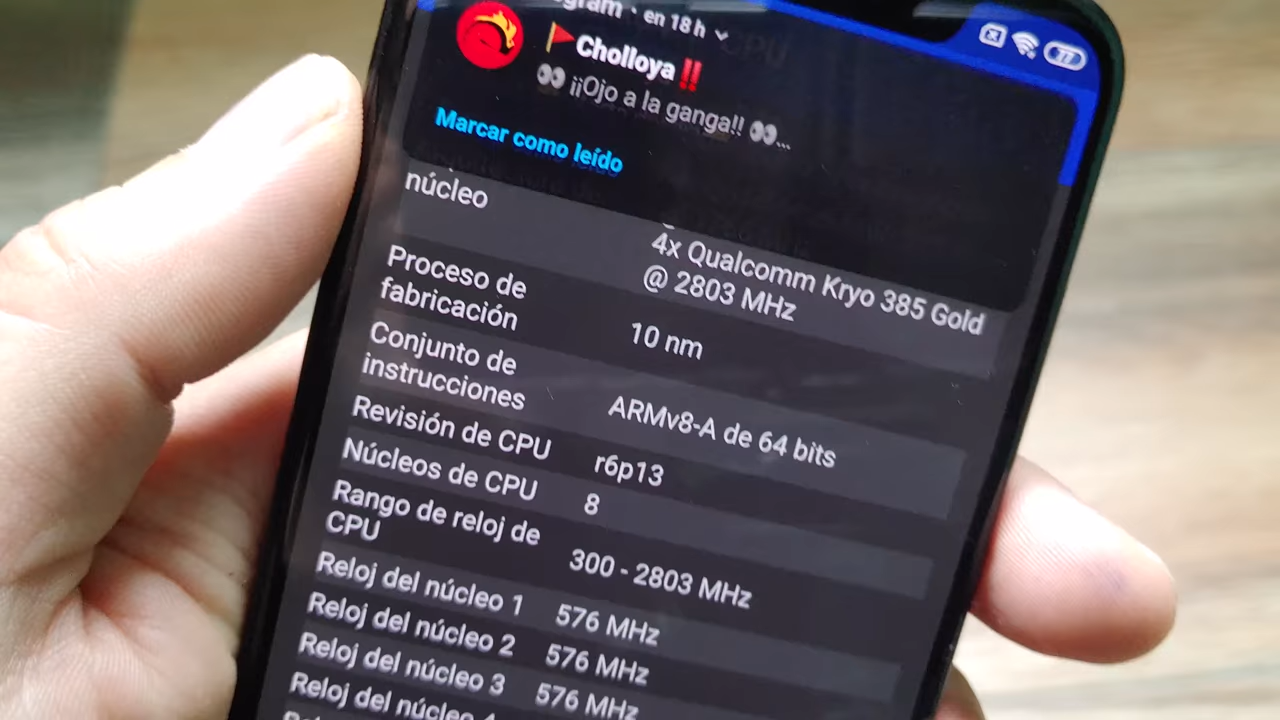 en 18 h
77
Cholloya‼
👀 ¡¡Ojo a la ganga!! 👀...
Marcar como leído
núcleo
4x Qualcomm Kryo 385 Gold
@ 2803 MHz
Proceso de
fabricación
10 nm
Conjunto de
instrucciones
ARMv8-A de 64 bits
Revisión de CPU
r6p13
Núcleos de CPU
8
Rango de reloj de
CPU
300 - 2803 MHz
Reloj del núcleo 1
576 MHz
Reloj del núcleo 2
576 MHz
Reloj del núcleo 3
576 MHz
Reloj del núcleo 4